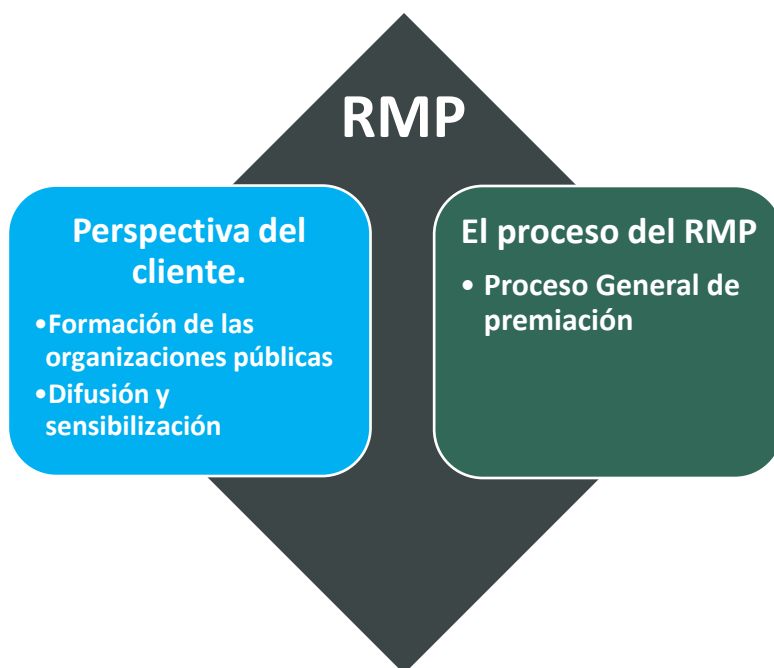 RMP
Perspectiva del
cliente.
•Formación de las
organizaciones públicas
•Difusión y
sensibilización
El proceso del RMP
• Proceso General de
premiación